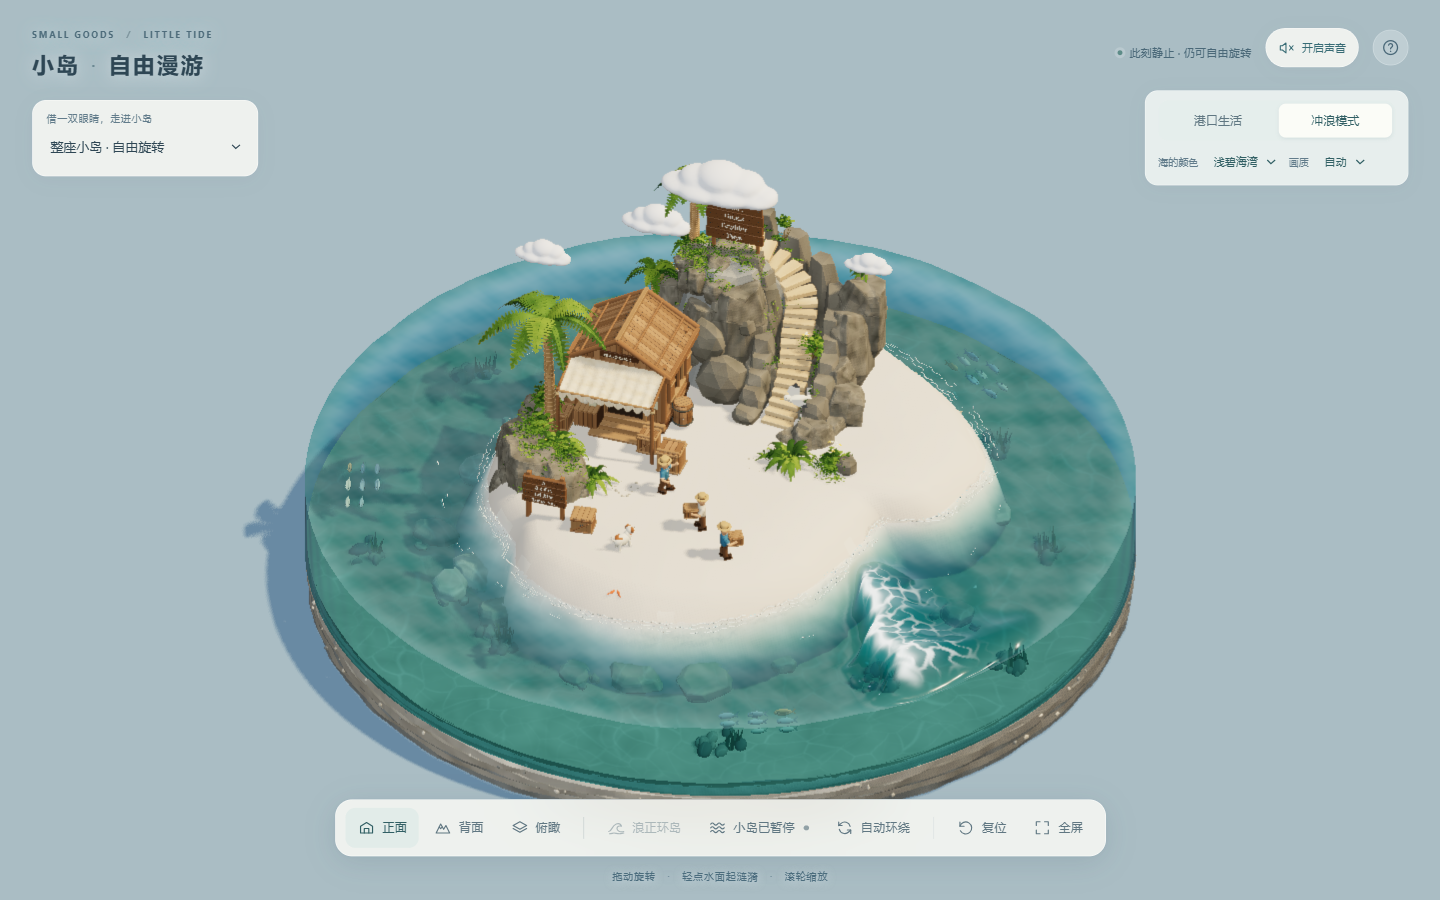 SMALL GOODS / LITTLE TIDE
小岛 · 自由漫游
借一双眼睛，走进小岛
整座小岛 · 自由旋转
此刻静止 · 仍可自由旋转
开启声音
港口生活
冲浪模式
海的颜色 浅碧海湾 画质 自动
正面
背面
俯瞰
浪正环岛
小岛已暂停
自动环绕
复位
全屏
拖动旋转 · 轻点水面起涟漪 · 滚轮缩放